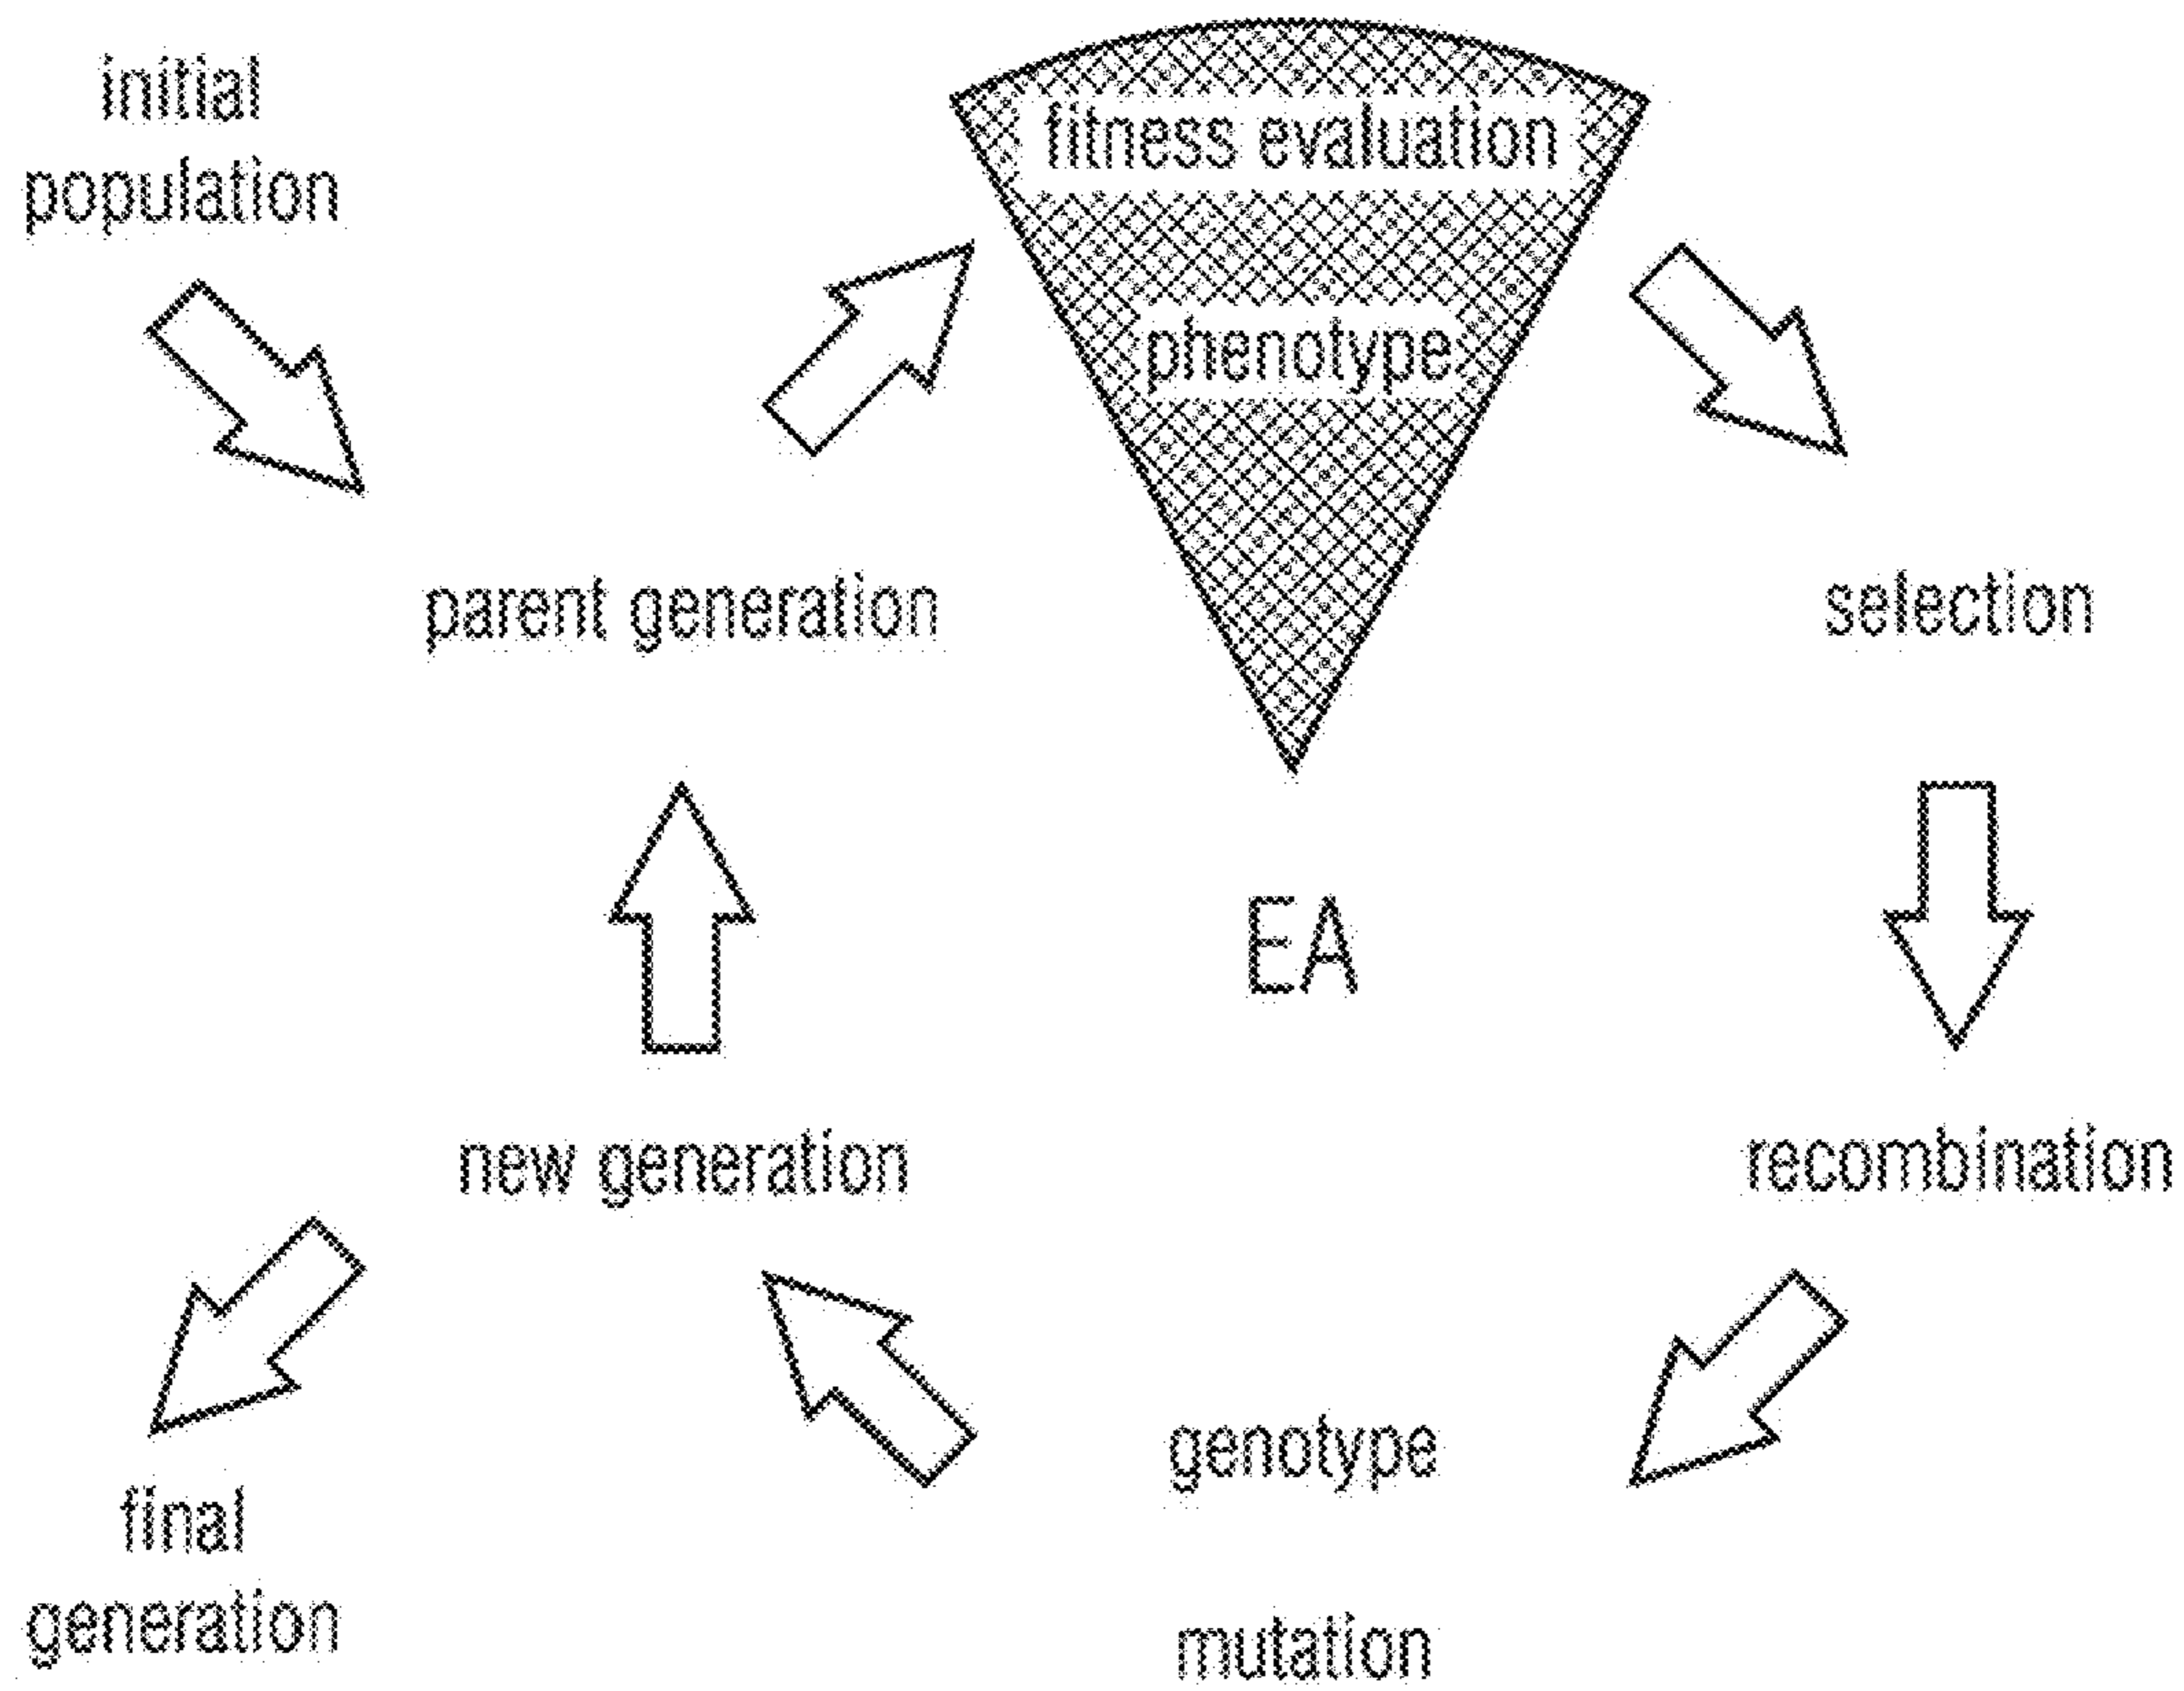 initial
population
fitness evaluation
phenotype
parent generation
selection
EA
new generation
recombination
genotype
final
generation
mutation